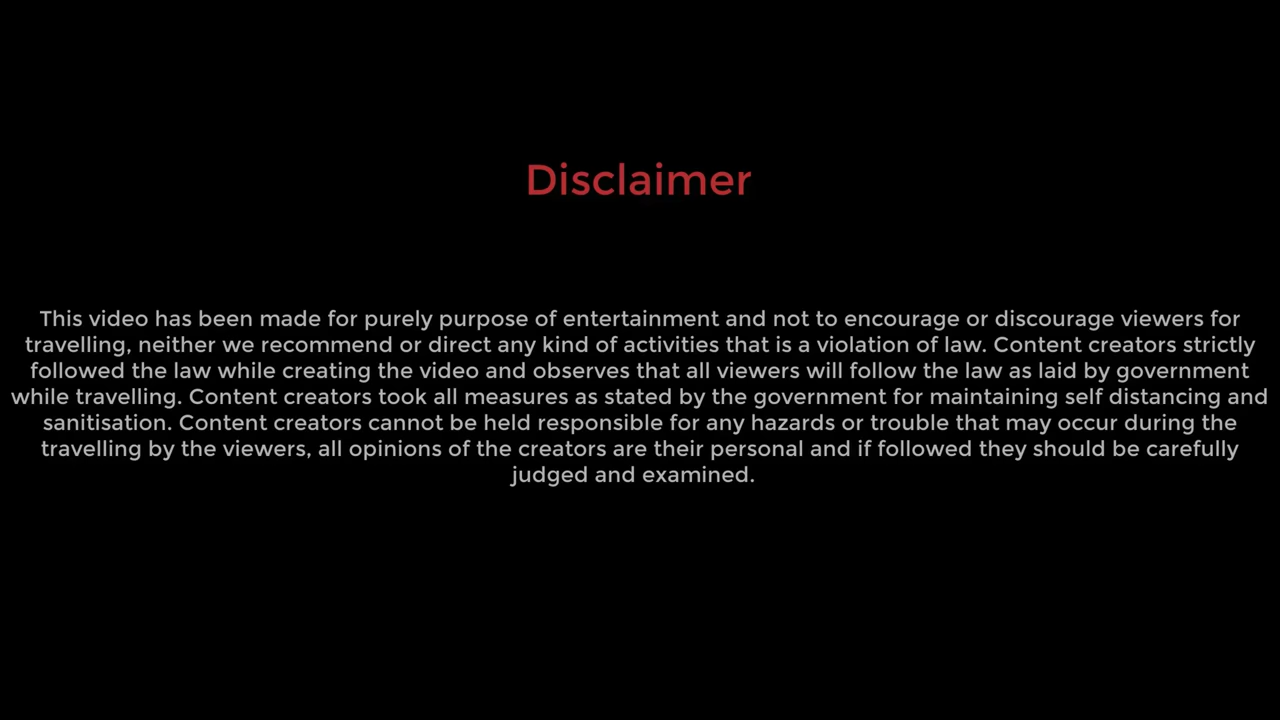 Disclaimer
This video has been made for purely purpose of entertainment and not to encourage or discourage viewers for
travelling, neither we recommend or direct any kind of activities that is a violation of law. Content creators strictly
followed the law while creating the video and observes that all viewers will follow the law as laid by government
while travelling. Content creators took all measures as stated by the government for maintaining self distancing and
sanitisation. Content creators cannot be held responsible for any hazards or trouble that may occur during the
travelling by the viewers, all opinions of the creators are their personal and if followed they should be carefully
judged and examined.